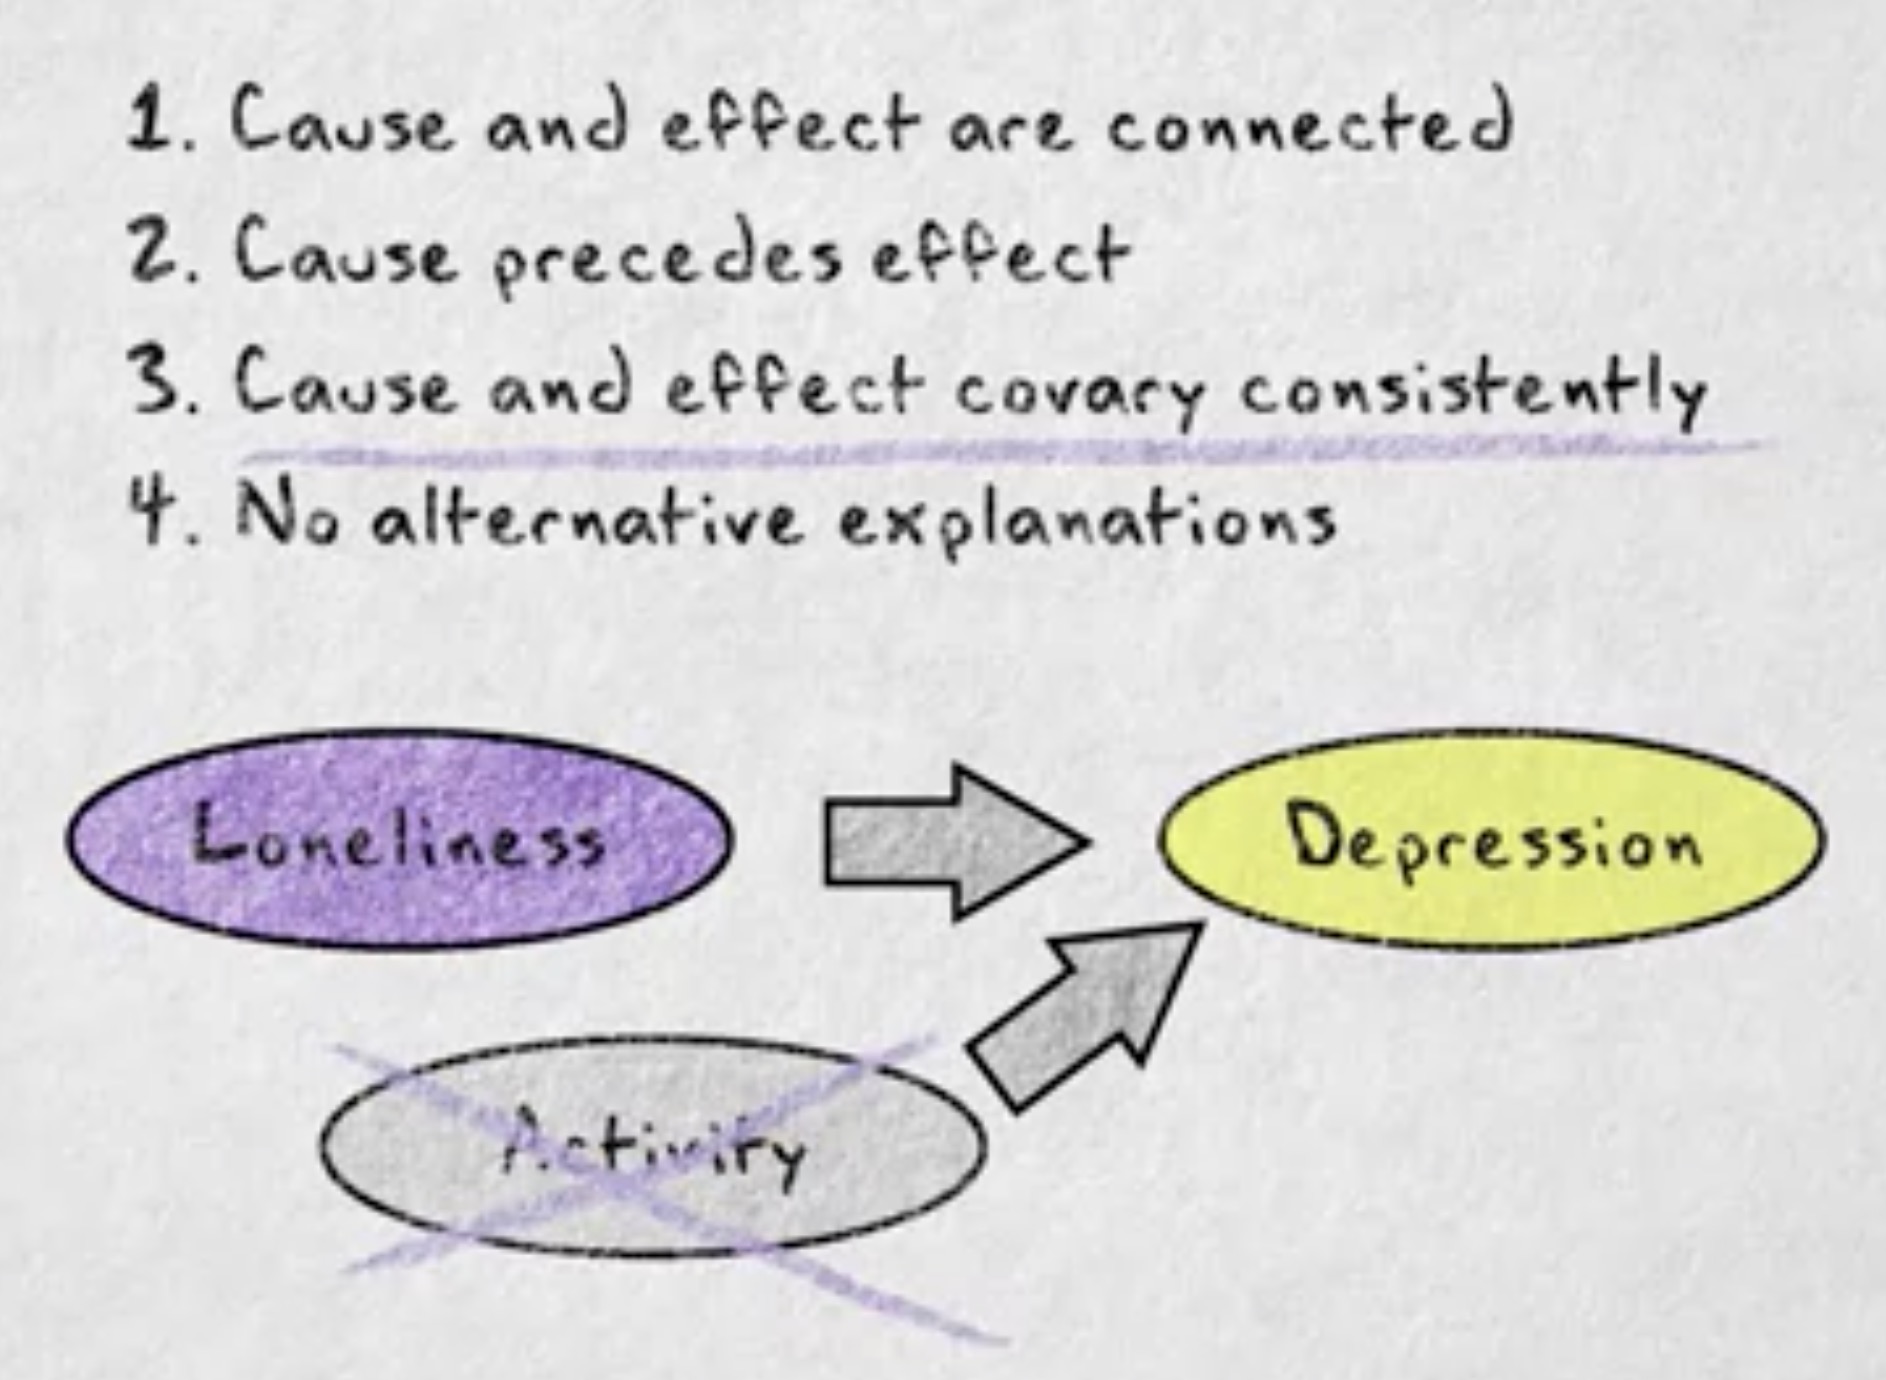 1. Cause and effect are connected
2. Cause precedes effect
3. Cause and effect covary consistently
4. No alternative explanations
Loneliness
Depression
Activity